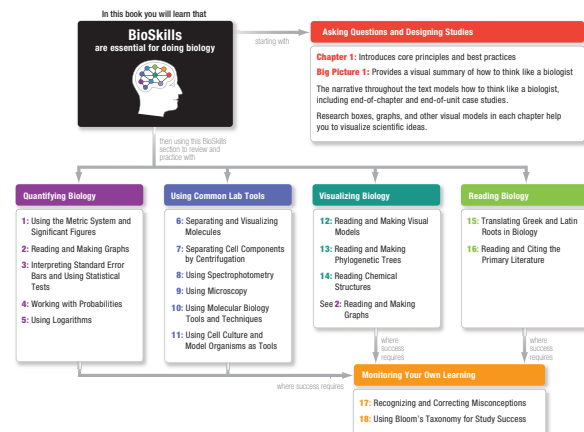 In this book you will learn that
BioSkills
are essential for doing biology
starting with
Asking Questions and Designing Studies
Chapter 1: Introduces core principles and best practices
Big Picture 1: Provides a visual summary of how to think like a biologist
The narrative throughout the text models how to think like a biologist,
including end-of-chapter and end-of-unit case studies.
Research boxes, graphs, and other visual models in each chapter help
you to visualize scientific ideas.
then using this BioSkills
section to review and
practice with
Quantifying Biology
1: Using the Metric System and
Significant Figures
2: Reading and Making Graphs
3: Interpreting Standard Error
Bars and Using Statistical
Tests
4: Working with Probabilities
5: Using Logarithms
Using Common Lab Tools
6: Separating and Visualizing
Molecules
7: Separating Cell Components
by Centrifugation
8: Using Spectrophotometry
9: Using Microscopy
10: Using Molecular Biology
Tools and Techniques
11: Using Cell Culture and
Model Organisms as Tools
Visualizing Biology
12: Reading and Making Visual
Models
13: Reading and Making
Phylogenetic Trees
14: Reading Chemical
Structures
See 2: Reading and Making
Graphs
Reading Biology
15: Translating Greek and Latin
Roots in Biology
16: Reading and Citing the
Primary Literature
where success requires
where
success
requires
where
success
requires
Monitoring Your Own Learning
17: Recognizing and Correcting Misconceptions
18: Using Bloom's Taxonomy for Study Success